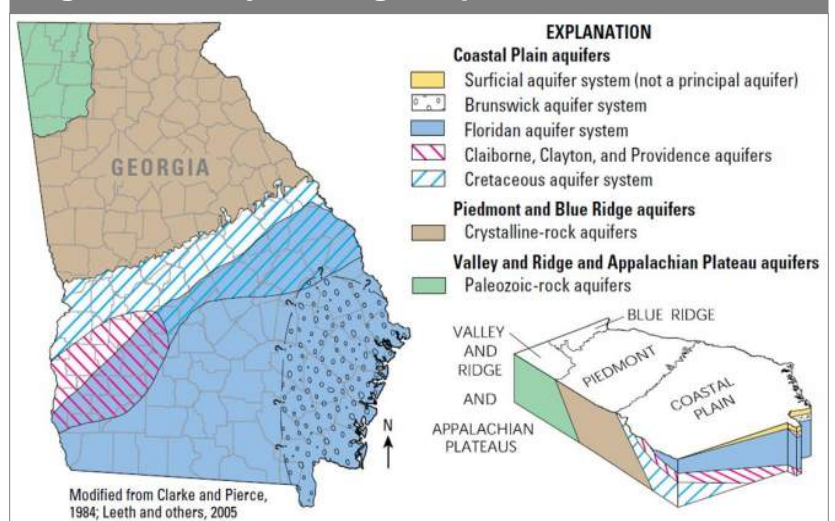 GEORGIA
N
Modified from Clarke and Pierce,
1984; Leeth and others, 2005
EXPLANATION
Coastal Plain aquifers
Surficial aquifer system (not a principal aquifer)
Brunswick aquifer system
Floridan aquifer system
Claiborne, Clayton, and Providence aquifers
Cretaceous aquifer system
Piedmont and Blue Ridge aquifers
Crystalline-rock aquifers
Valley and Ridge and Appalachian Plateau aquifers
Paleozoic-rock aquifers
BLUE RIDGE
VALLEY
AND
RIDGE
AND
APPALACHIAN
PLATEAUS
PIEDMONT
COASTAL
PLAIN
?
?
?
?